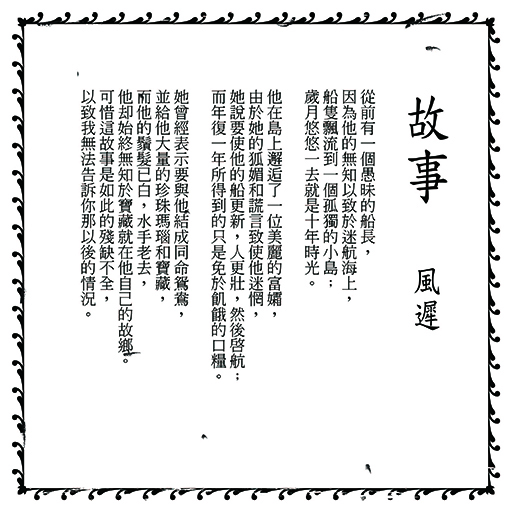 故事
風遲
從前有一個愚昧的船長，
因為他的無知以致於迷航海上，
船隻飄流到一個孤獨的小島；
歲月悠悠一去就是十年時光。
他在島上邂逅了一位美麗的富孀，
由於她的狐媚和謊言致使他迷惘，
她說要使他的船更新，人更壯，然後啓航；
而年復一年所得到的只是免於飢餓的口糧。
她曾經表示要與他結成同命鴛鴦，
並給他大量的珍珠瑪瑙和寶藏，
而他的鬚髮已白，水手老去，
他却始終無知於寶藏就在他自己的故鄉。
可惜這故事是如此的殘缺不全，
以致我無法告訴你那以後的情況。